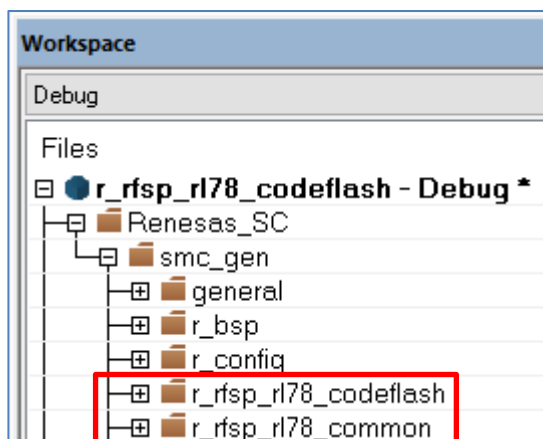 Workspace
Debug
Files
r_rfsp_rl78_codeflash - Debug *
Renesas_SC
smc_gen
general
r_bsp
r_config
r_rfsp_rl78_codeflash
r_rfsp_rl78_common